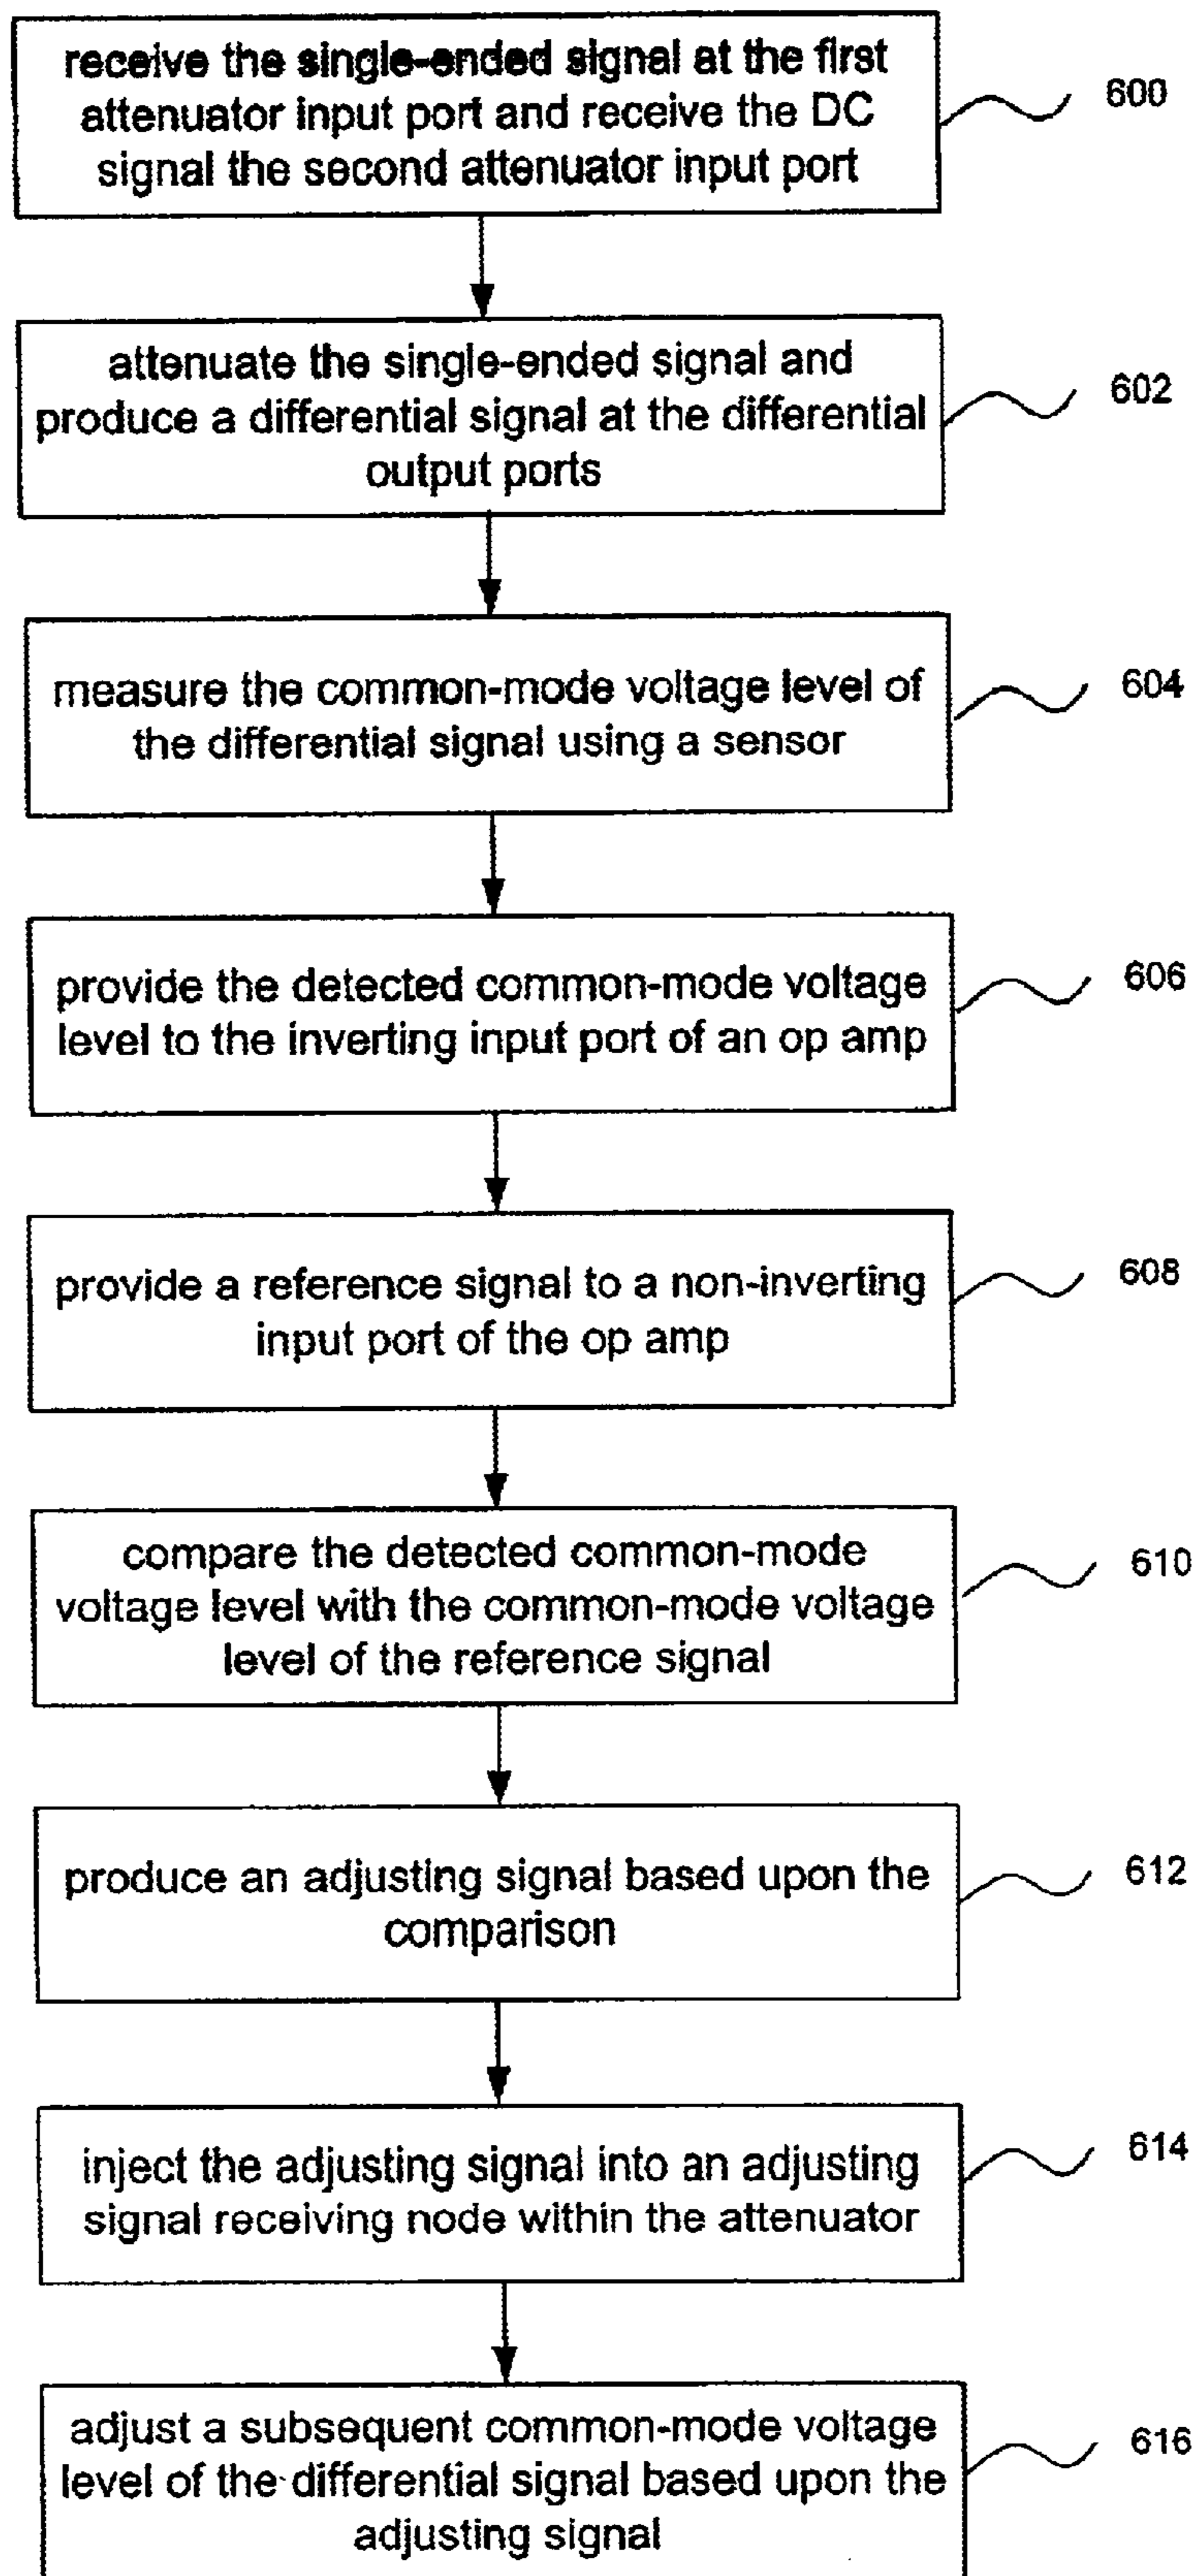 receive the single-ended signal at the first
attenuator input port and receive the DC
signal the second attenuator input port
600
attenuate the single-ended signal and
produce a differential signal at the differential
output ports
602
measure the common-mode voltage level of
the differential signal using a sensor
604
provide the detected common-mode voltage
level to the inverting input port of an op amp
606
provide a reference signal to a non-inverting
input port of the op amp
608
compare the detected common-mode
voltage level with the common-mode voltage
level of the reference signal
610
produce an adjusting signal based upon the
comparison
612
inject the adjusting signal into an adjusting
signal receiving node within the attenuator
614
adjust a subsequent common-mode voltage
level of the differential signal based upon the
adjusting signal
616